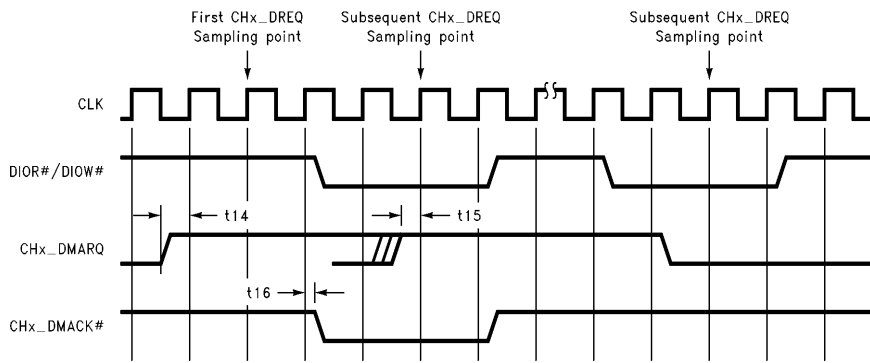 First CHx_DREQ
Sampling point
Subsequent CHx_DREQ
Sampling point
Subsequent CHx_DREQ
Sampling point
CLK
DIOR#/DIOW#
t14
t15
CHx_DMARQ
t16
CHx_DMACK#